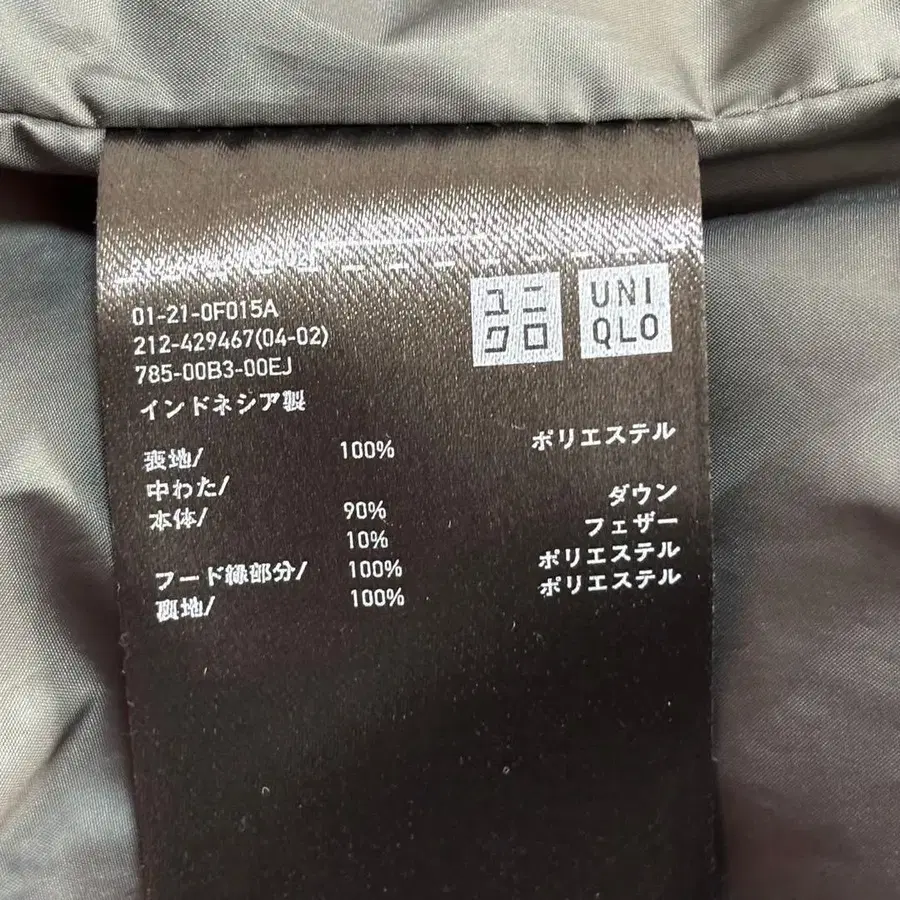 ユニクロ
UNIQLO
01-21-0F015A
212-429467(04-02)
785-00B3-00EJ
インドネシア製
表地/ 100% ポリエステル
中わた/
本体/ 90% ダウン
10% フェザー
フード縁部分/ 100% ポリエステル
裏地/ 100% ポリエステル